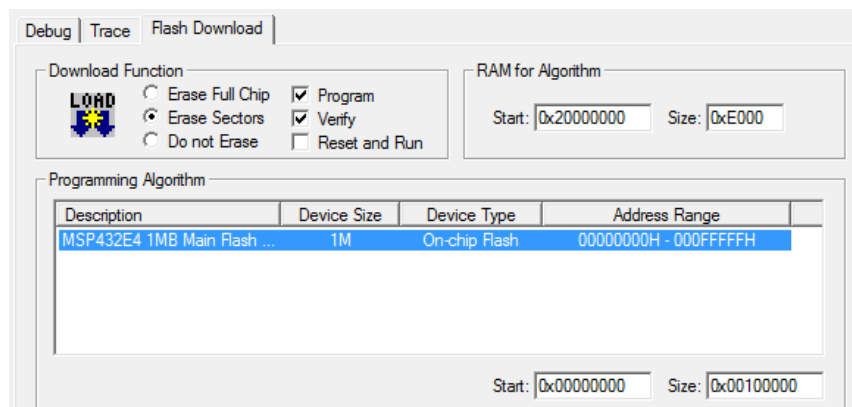 Debug Trace Flash Download
Download Function
LOAD
Erase Full Chip Program
Erase Sectors Verify
Do not Erase Reset and Run
RAM for Algorithm
Start: 0x20000000 Size: 0xE000
Programming Algorithm
Description Device Size Device Type Address Range
MSP432E4 1MB Main Flash ... 1M On-chip Flash 00000000H - 000FFFFFH
Start: 0x00000000 Size: 0x00100000